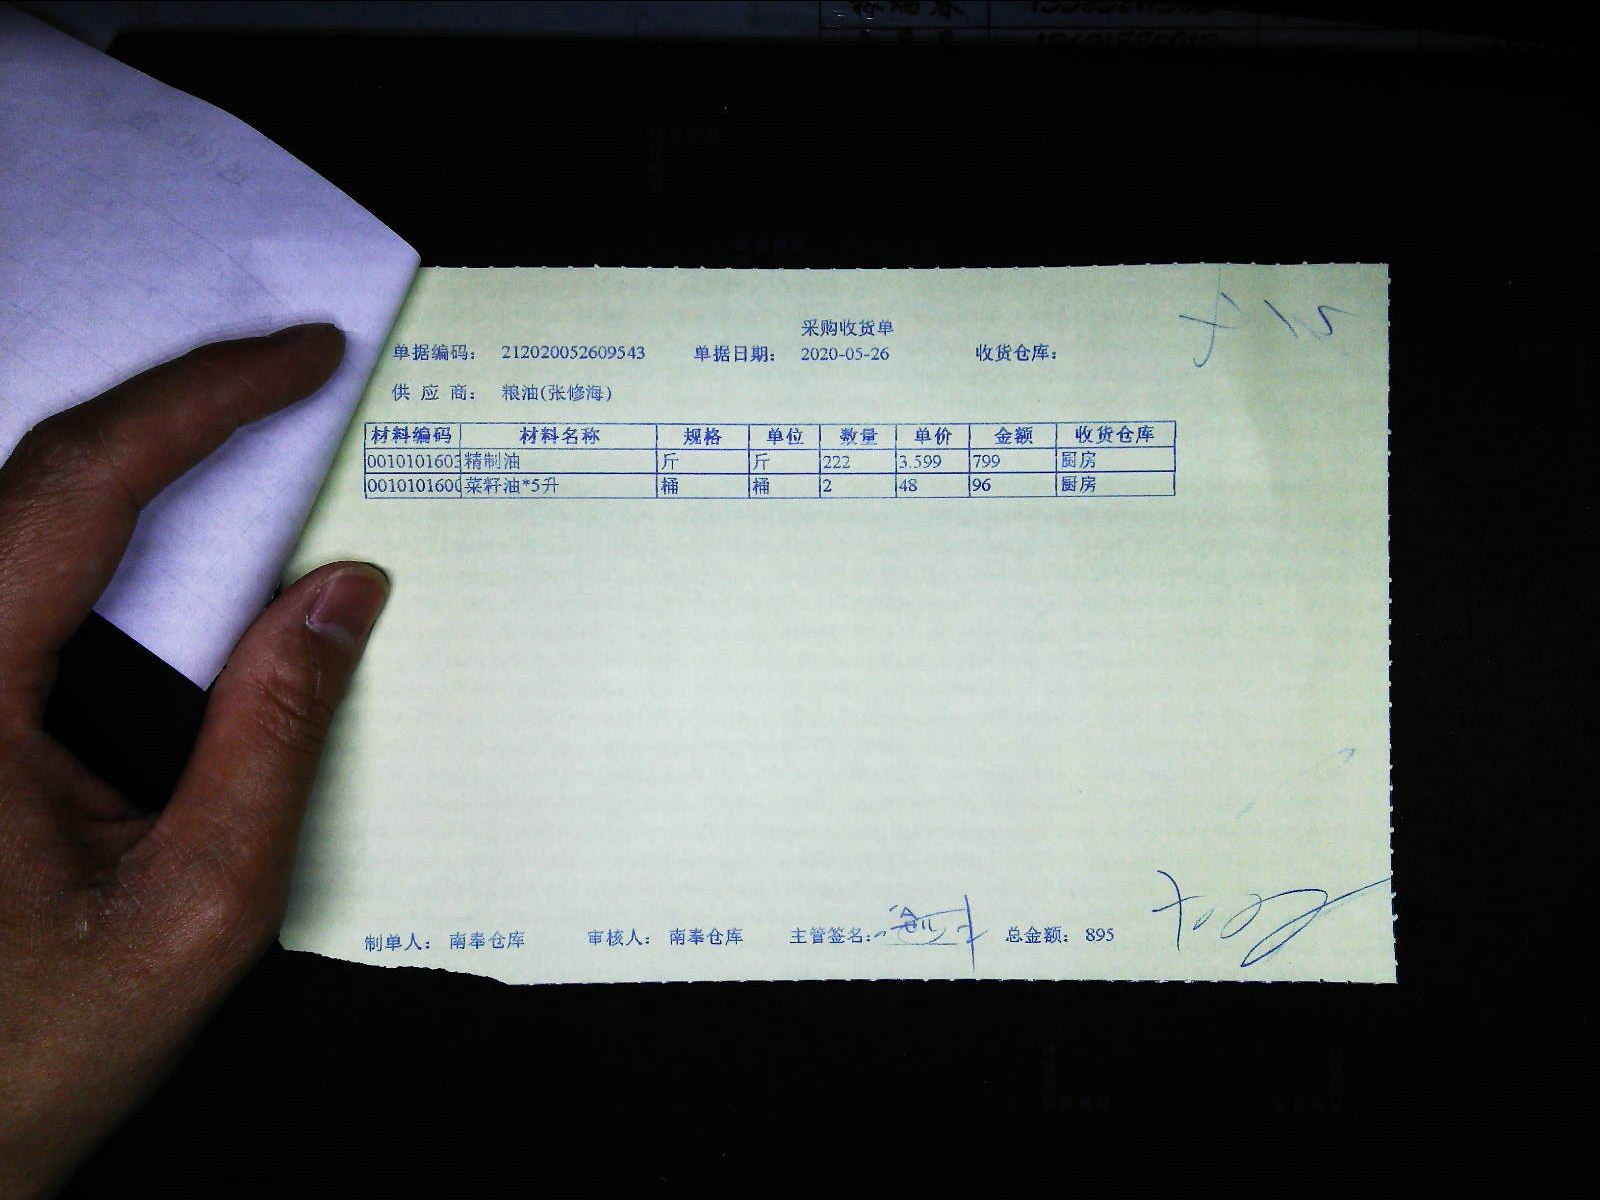 采购收货单
单据编码： 212020052609543 单据日期： 2020-05-26 收货仓库：
供 应 商： 粮油(张修海)
材料编码 材料名称 规格 单位 数量 单价 金额 收货仓库
0010101603 精制油 斤 斤 222 3.599 799 厨房
0010101600 菜籽油*5升 桶 桶 2 48 96 厨房
制单人： 南奉仓库 审核人： 南奉仓库 主管签名： 总金额： 895